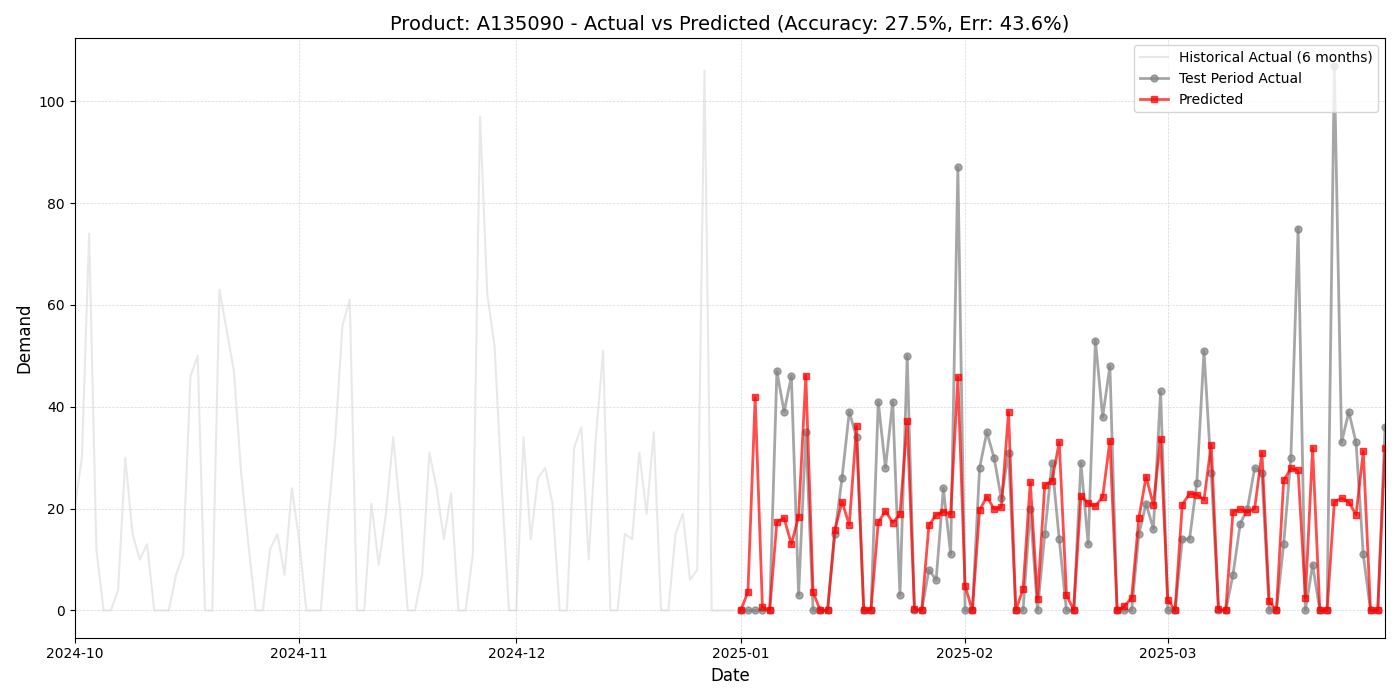 Product: A135090 - Actual vs Predicted (Accuracy: 27.5%, Err: 43.6%)
Historical Actual (6 months)
Test Period Actual
Predicted
Demand
100
80
60
40
20
0
2024-10
2024-11
2024-12
2025-01
2025-02
2025-03
Date